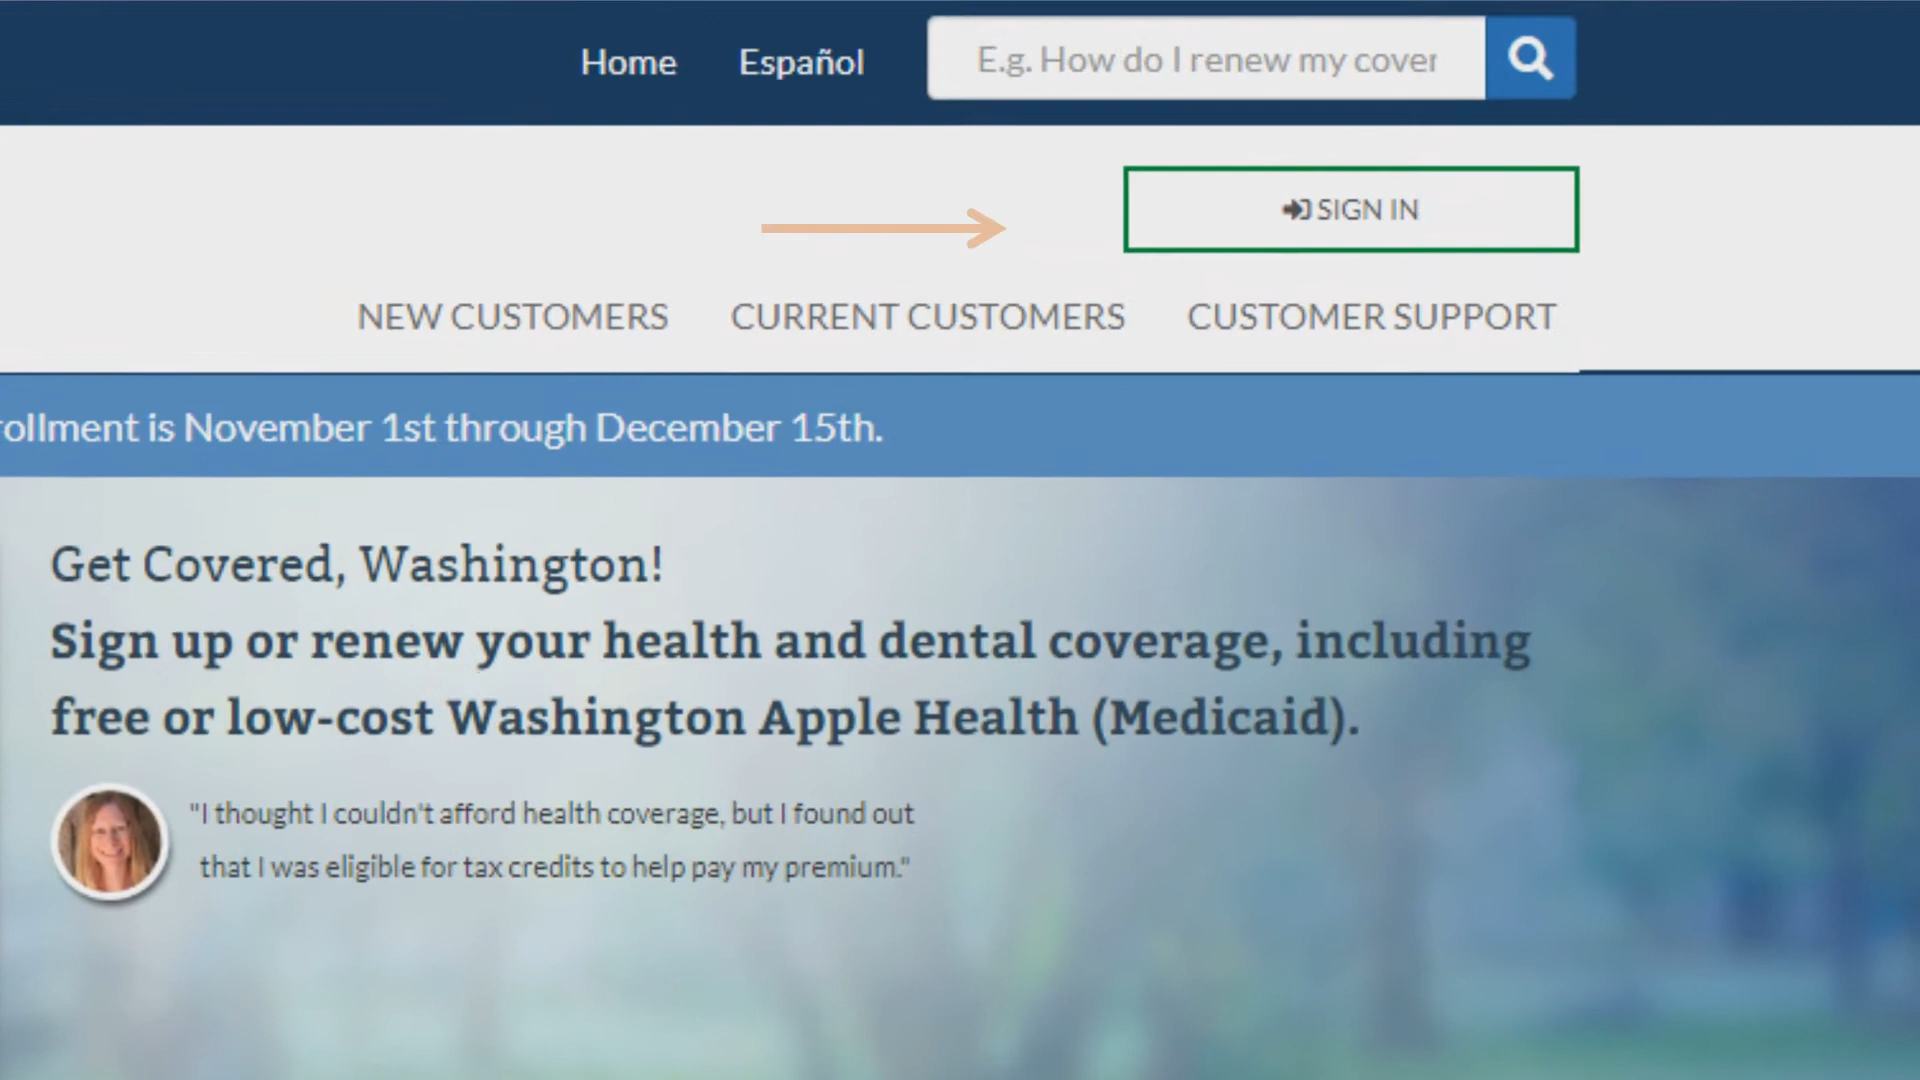 Home Español E.g. How do I renew my cover
SIGN IN
NEW CUSTOMERS CURRENT CUSTOMERS CUSTOMER SUPPORT
rollment is November 1st through December 15th.
Get Covered, Washington!
Sign up or renew your health and dental coverage, including
free or low-cost Washington Apple Health (Medicaid).
"I thought I couldn't afford health coverage, but I found out
that I was eligible for tax credits to help pay my premium."